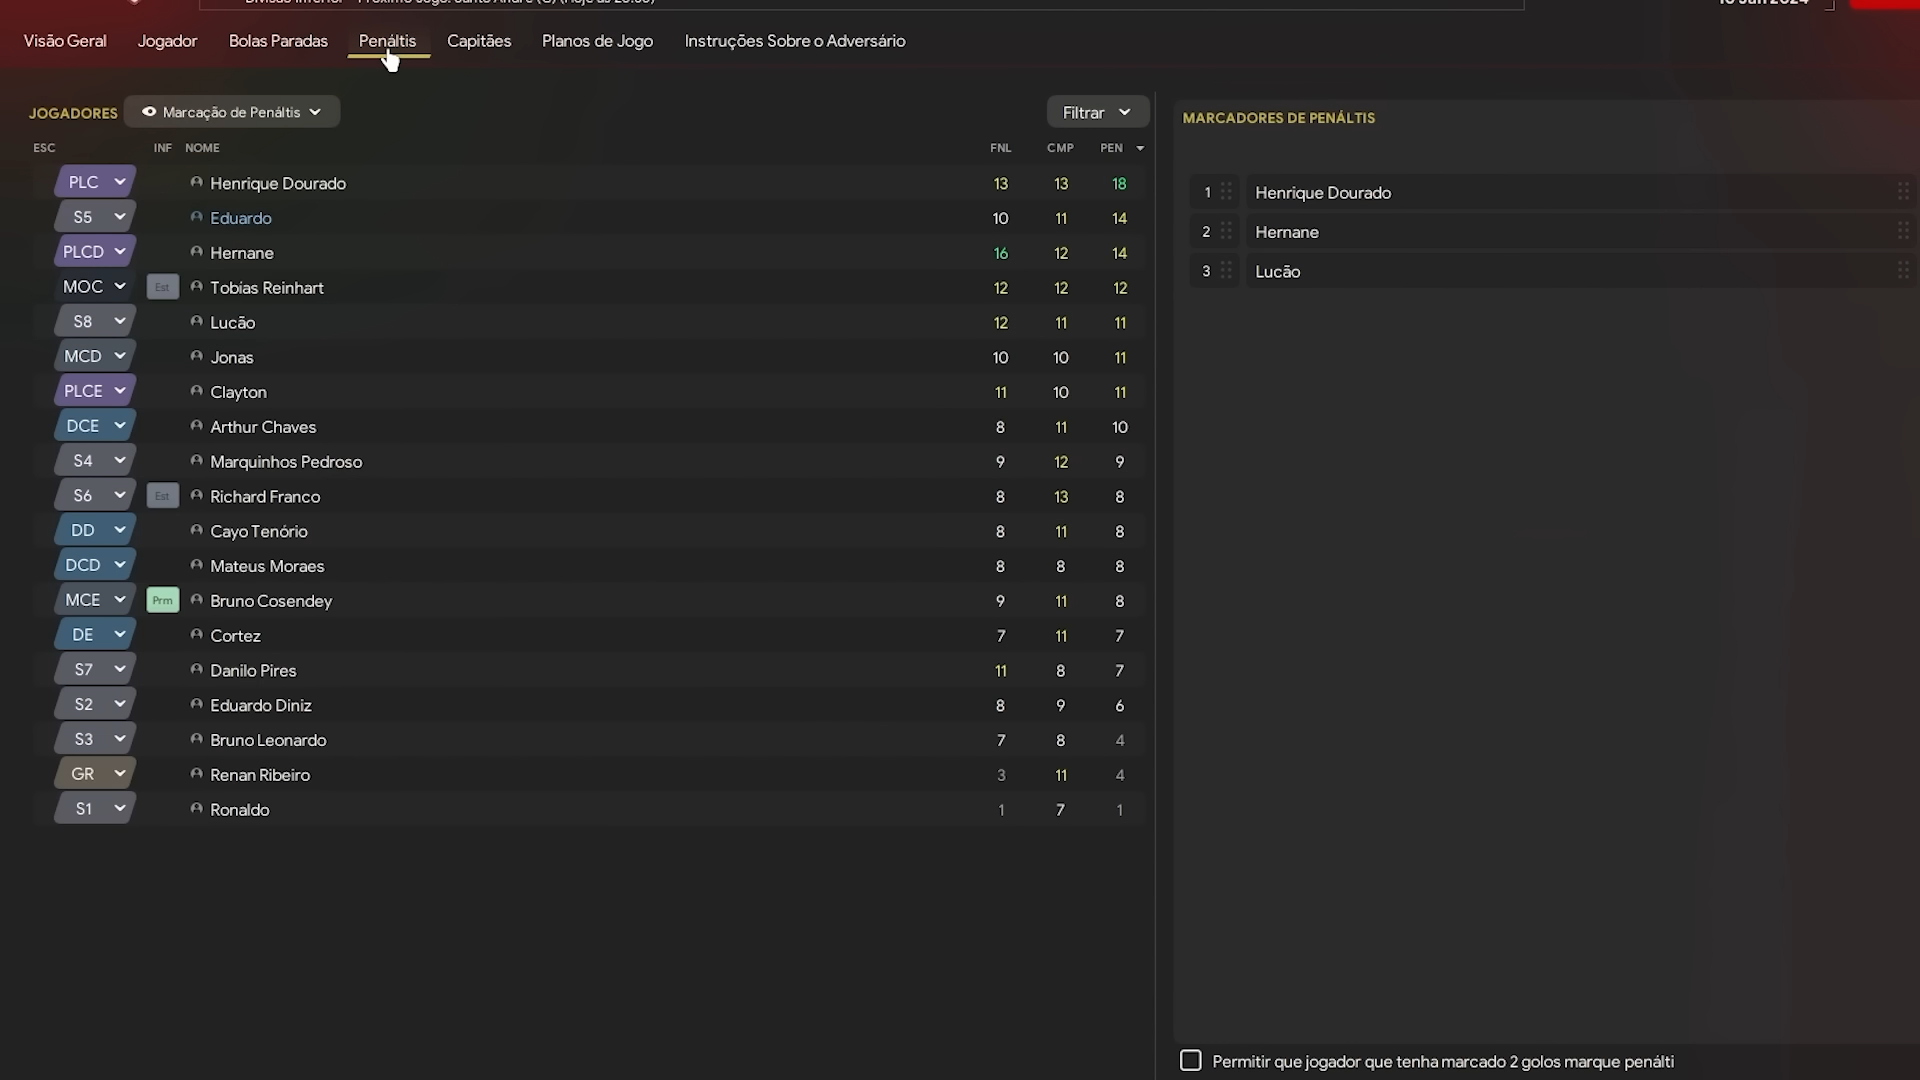 Visão Geral Jogador Bolas Paradas Penáltis Capitães Planos de Jogo Instruções Sobre o Adversário
JOGADORES Marcação de Penáltis Filtrar
ESC INF NOME FNL CMP PEN
PLC Henrique Dourado 13 13 18
S5 Eduardo 10 11 14
PLCD Hernane 16 12 14
MOC Est Tobías Reinhart 12 12 12
S8 Lucão 12 11 11
MCD Jonas 10 10 11
PLCE Clayton 11 10 11
DCE Arthur Chaves 8 11 10
S4 Marquinhos Pedroso 9 12 9
S6 Est Richard Franco 8 13 8
DD Cayo Tenório 8 11 8
DCD Mateus Moraes 8 8 8
MCE Prm Bruno Cosendey 9 11 8
DE Cortez 7 11 7
S7 Danilo Pires 11 8 7
S2 Eduardo Diniz 8 9 6
S3 Bruno Leonardo 7 8 4
GR Renan Ribeiro 3 11 4
S1 Ronaldo 1 7 1
MARCADORES DE PENÁLTIS
1 Henrique Dourado
2 Hernane
3 Lucão
Permitir que jogador que tenha marcado 2 golos marque penálti